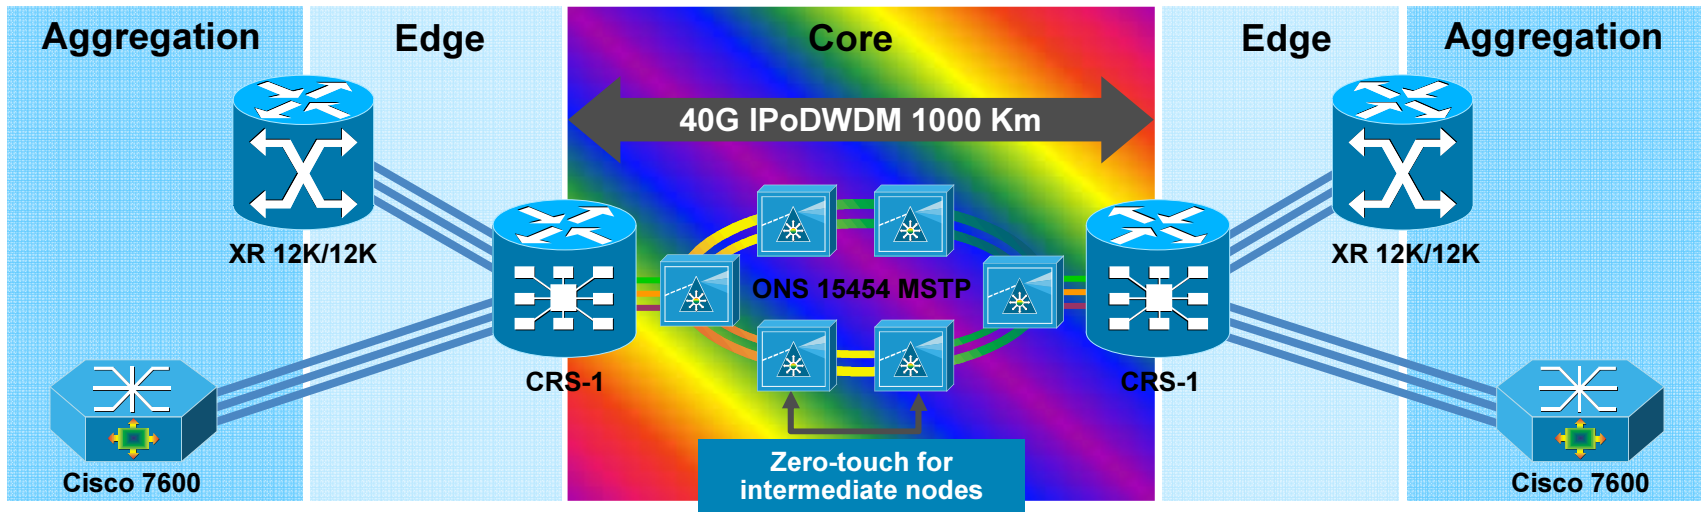 Aggregation
Edge
Core
Edge
Aggregation
40G IPoDWDM 1000 Km
XR 12K/12K
XR 12K/12K
ONS 15454 MSTP
CRS-1
CRS-1
Cisco 7600
Zero-touch for
intermediate nodes
Cisco 7600